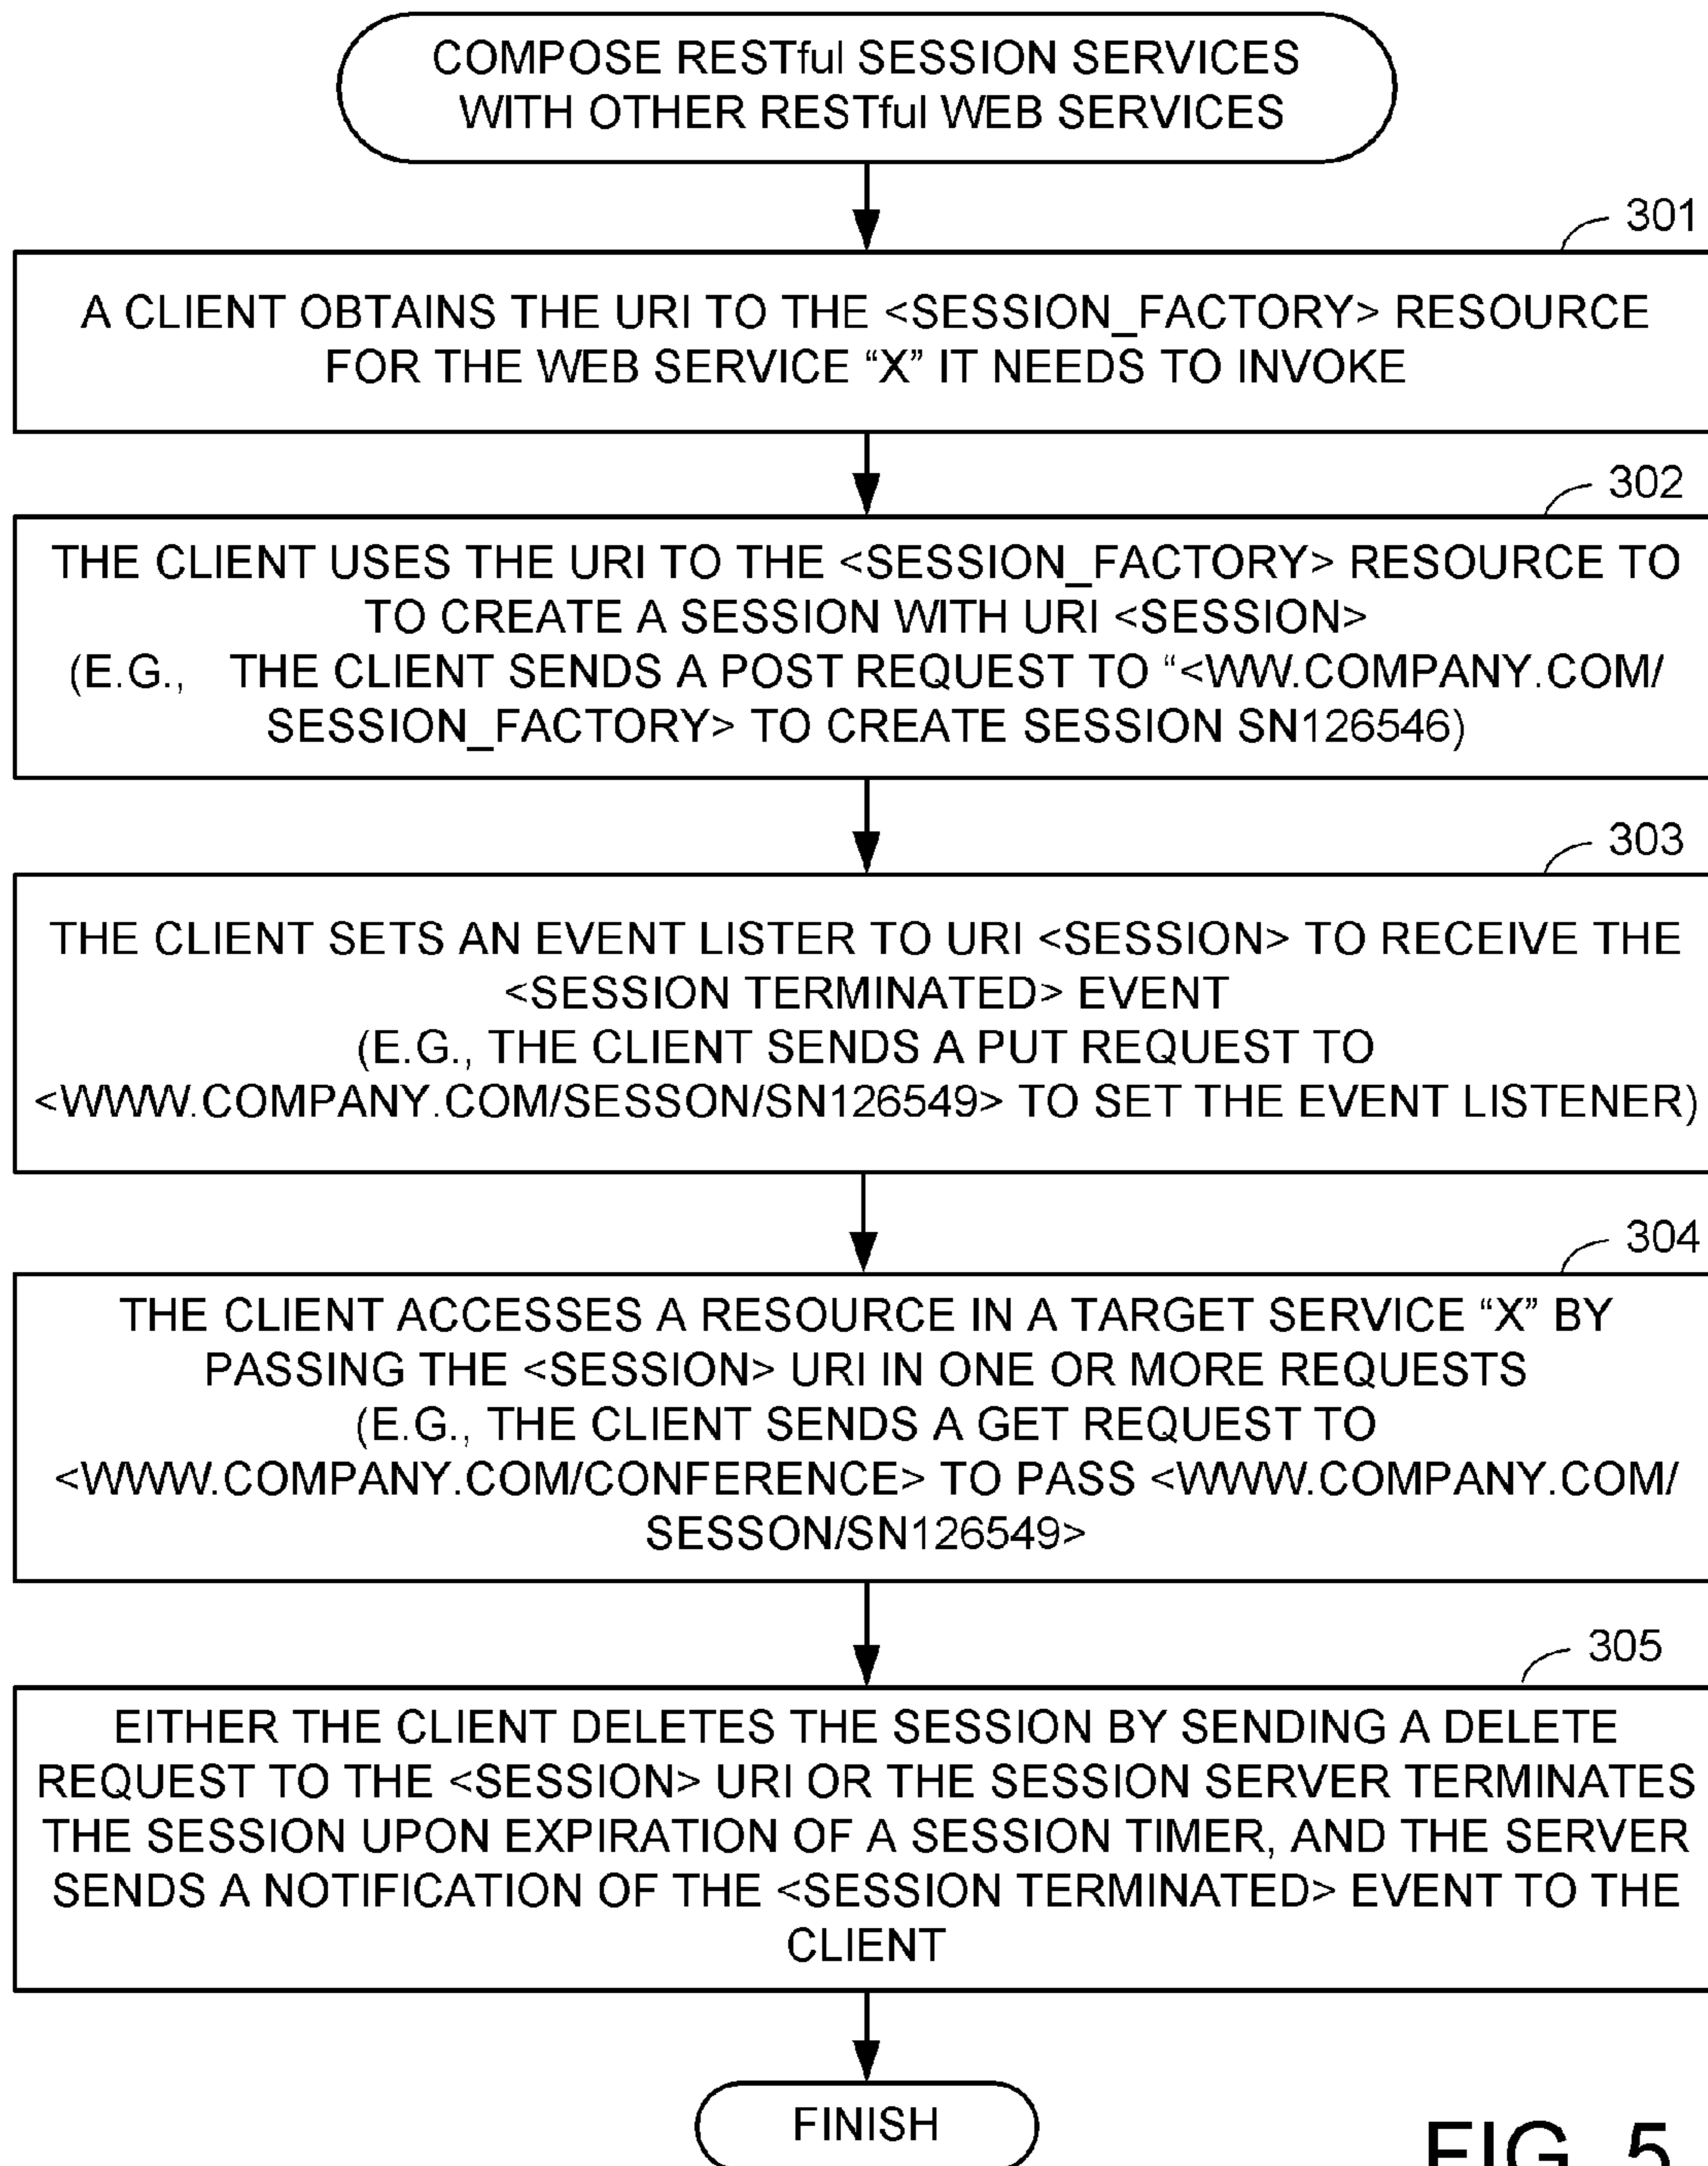 COMPOSE RESTful SESSION SERVICES
WITH OTHER RESTful WEB SERVICES
301
A CLIENT OBTAINS THE URI TO THE <SESSION_FACTORY> RESOURCE
FOR THE WEB SERVICE “X” IT NEEDS TO INVOKE
302
THE CLIENT USES THE URI TO THE <SESSION_FACTORY> RESOURCE TO
TO CREATE A SESSION WITH URI <SESSION>
(E.G., THE CLIENT SENDS A POST REQUEST TO “<WW.COMPANY.COM/
SESSION_FACTORY> TO CREATE SESSION SN126546)
303
THE CLIENT SETS AN EVENT LISTER TO URI <SESSION> TO RECEIVE THE
<SESSION TERMINATED> EVENT
(E.G., THE CLIENT SENDS A PUT REQUEST TO
<WWW.COMPANY.COM/SESSON/SN126549> TO SET THE EVENT LISTENER)
304
THE CLIENT ACCESSES A RESOURCE IN A TARGET SERVICE “X” BY
PASSING THE <SESSION> URI IN ONE OR MORE REQUESTS
(E.G., THE CLIENT SENDS A GET REQUEST TO
<WWW.COMPANY.COM/CONFERENCE> TO PASS <WWW.COMPANY.COM/
SESSON/SN126549>
305
EITHER THE CLIENT DELETES THE SESSION BY SENDING A DELETE
REQUEST TO THE <SESSION> URI OR THE SESSION SERVER TERMINATES
THE SESSION UPON EXPIRATION OF A SESSION TIMER, AND THE SERVER
SENDS A NOTIFICATION OF THE <SESSION TERMINATED> EVENT TO THE
CLIENT
FINISH
FIG. 5